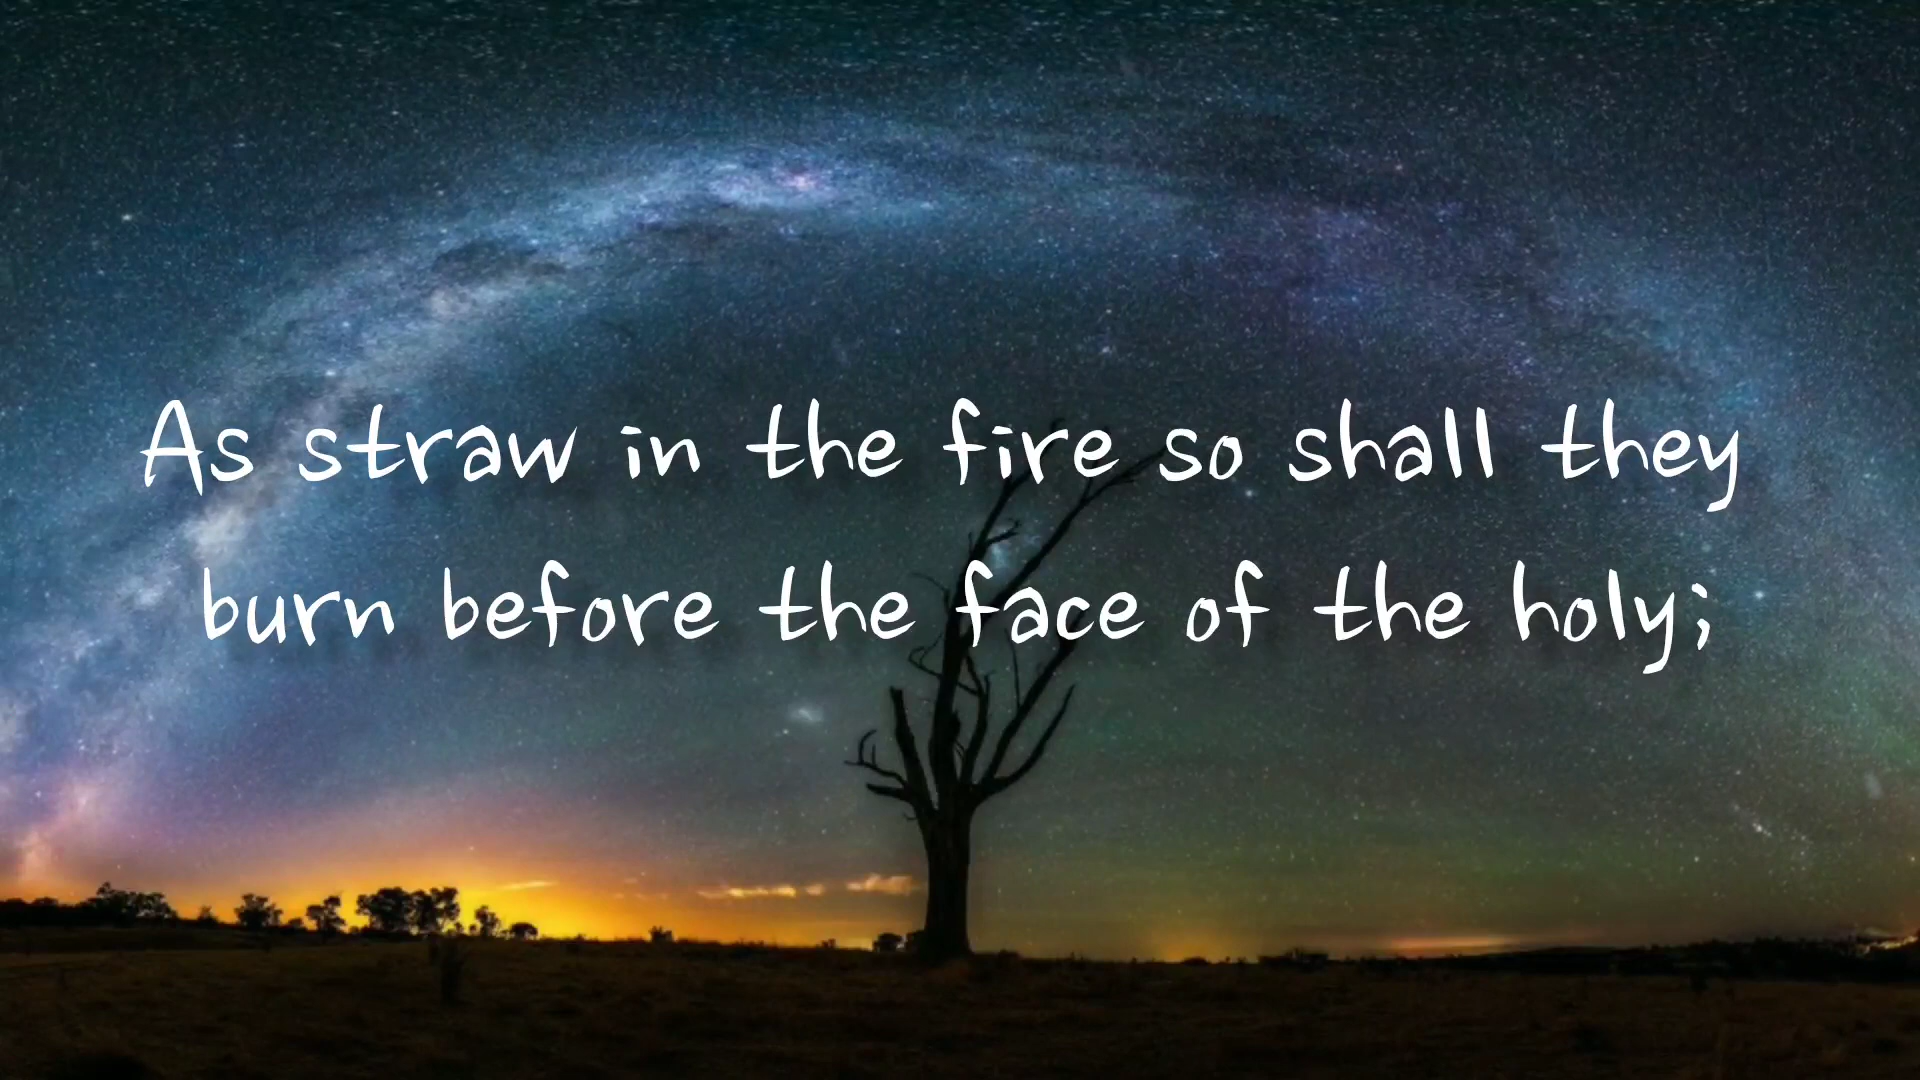 As straw in the fire so shall they
burn before the face of the holy;